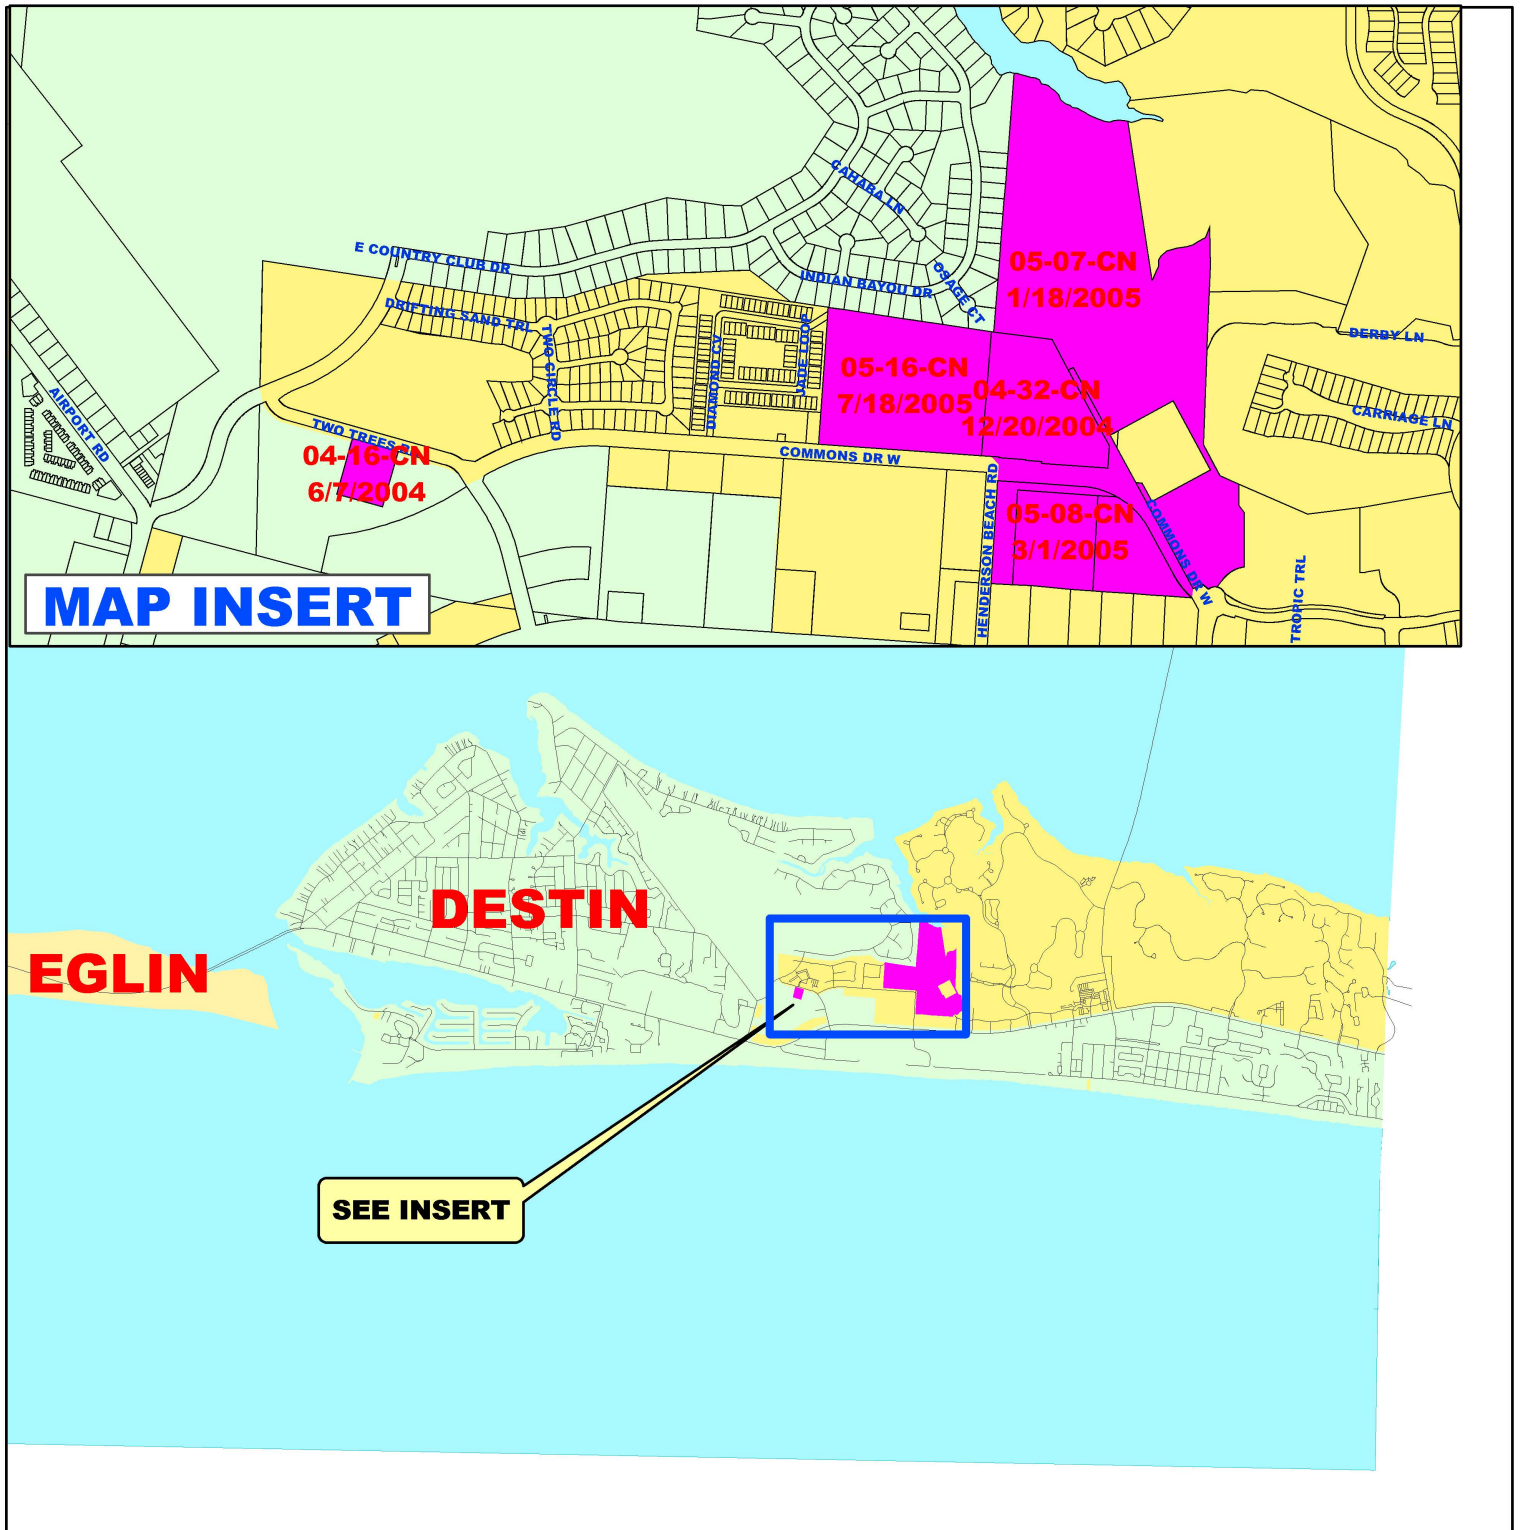 CAHABA LN
E COUNTRY CLUB DR
OSAGE CT
INDIAN BAYOU DR
05-07-CN
1/18/2005
DRIFTING SAND TRL
TWO CIRCLE RD
DIAMOND CV
JADE LOOP
DERBY LN
05-16-CN
7/18/2005
04-32-CN
12/20/2004
AIRPORT RD
CARRIAGE LN
TWO TREES
04-16-CN
6/7/2004
COMMONS DR W
HENDERSON BEACH RD
05-08-CN
3/1/2005
COMMONS DR W
TROPIC TRL
MAP INSERT
DESTIN
EGLIN
SEE INSERT